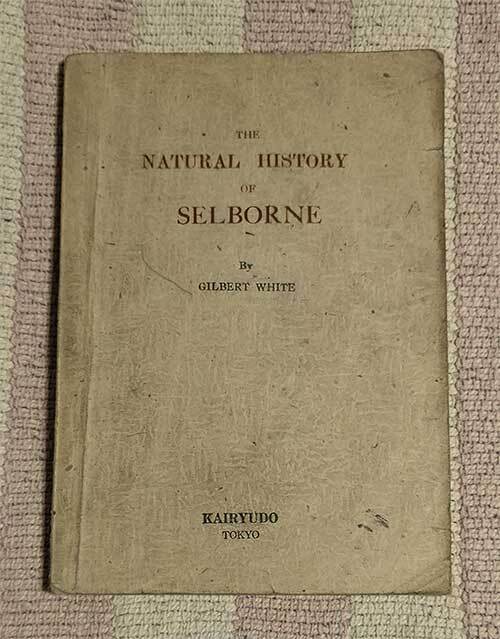 THE
NATURAL HISTORY
OF
SELBORNE
By
GILBERT WHITE
KAIRYUDO
TOKYO